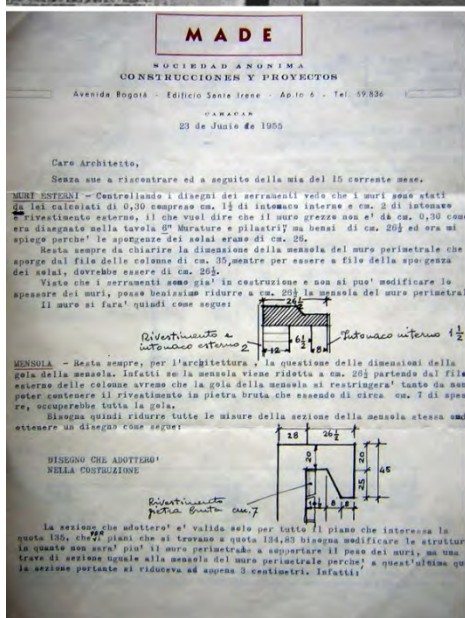 MADE
SOCIEDAD ANONIMA
CONSTRUCCIONES Y PROYECTOS
Avenida Bogotá - Edificio Santa Irene - Apto 6 - Tel. 59.836
CARACAS
23 de Junio de 1955
Caro Architetto,
Senza sue a riscontrare ed a seguito della mia del 15 corrente mese.
MURI ESTERNI - Controllando i disegni dei serramenti vedo che i muri sono stati
da lei calcolati di 0,30 compreso cm. 1½ di intonaco interno e cm. 2 di intonaco
e rivestimento esterno, il che vuol dire che il muro grezzo non e' di cm. 0,30 come
era disegnato nella tavola 6" Murature e pilastri", ma bensi di cm. 26½ ed ora mi
spiego perche' le sporgenze dei solai erano di cm. 26.
Resta sempre da chiarire la dimensione della mensola del muro perimetrale che
sporge dal filo delle colonne di cm. 35, mentre per essere a filo della sporgenza
dei solai, dovrebbe essere di cm. 26½.
Visto che i serramenti sono gia' in costruzione e non si puo' modificare lo
spessore dei muri, posso benissimo ridurre a cm. 26½ la mensola del muro perimetral
Il muro si fara' quindi come segue:
26½
Rivestimento e
intonaco esterno 2
12
6½
8
Intonaco interno 1½
MENSOLA - Resta sempre, per l'architettura, la questione delle dimensioni della
gola della mensola. Infatti se la mensola viene ridotta a cm. 26½ partendo dal filo
esterno delle colonne avremo che la gola della mensola si restringera' tanto da non
poter contenere il rivestimento in pietra bruta che essendo di circa cm. 7 di spes
re, occuperebbe tutta la gola.
Bisogna quindi ridurre tutte le misure della sezione della mensola stessa
ottenere un disegno come segue:
28
26½
20
20
45
25
8
8
DISEGNO CHE ADOTTERO'
NELLA COSTRUZIONE
Rivestimento
pietra bruta cm. 7
La sezione che adottera' e' valida solo per tutto il piano che interessa la
quota 135, per i piani che si trovano a quota 134,83 bisogna modificare le struttur
in quanto non sara' piu' il muro perimetrale a sopportare il peso dei muri, ma una
trave di sezione uguale alla mensola del muro perimetrale perche' a quest'ultima qu
la sezione portante si riduceva ad appena 3 centimetri. Infatti: